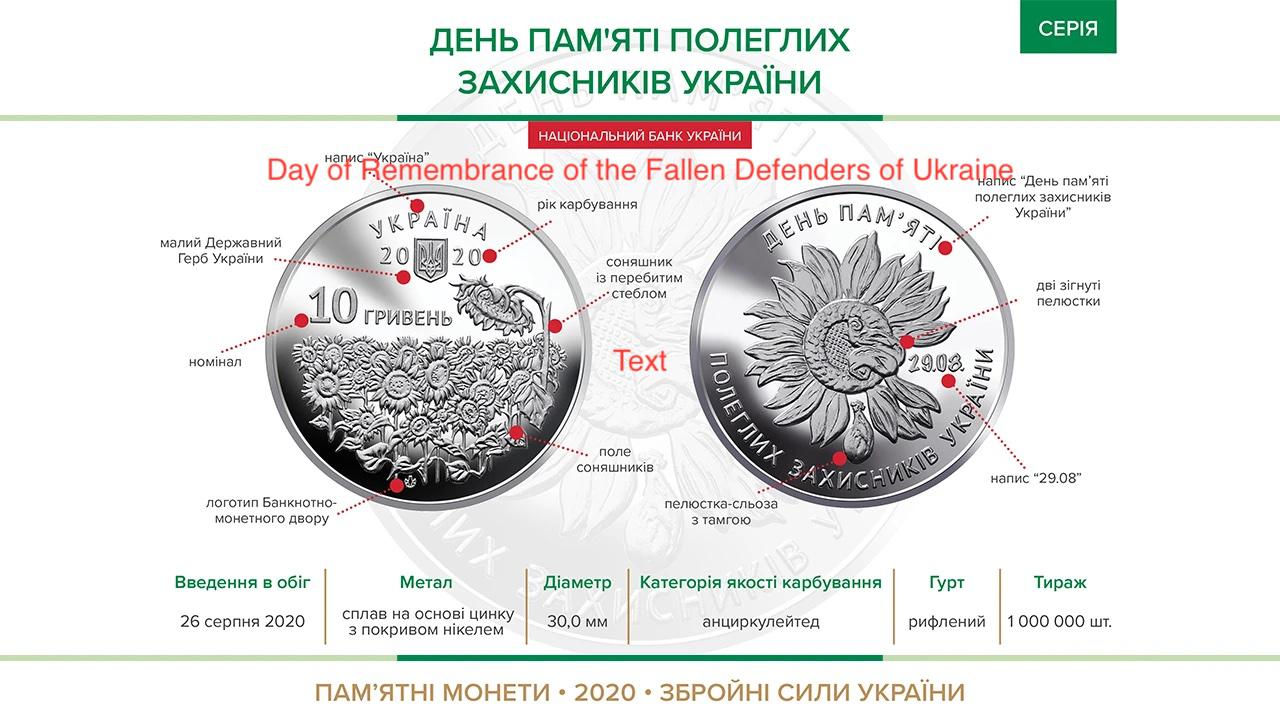 ДЕНЬ ПАМ'ЯТІ ПОЛЕГЛИХ
ЗАХИСНИКІВ УКРАЇНИ
СЕРІЯ
НАЦІОНАЛЬНИЙ БАНК УКРАЇНИ
Day of Remembrance of the Fallen Defenders of Ukraine
напис “Україна”
рік карбування
малий Державний
Герб України
соняшник
із перебитим
стеблом
номінал
поле
соняшників
логотип Банкнотно-
монетного двору
УКРАЇНА
20 20
10 ГРИВЕНЬ
Text
напис “День пам’яті
полеглих захисників
України”
дві зігнуті
пелюстки
напис “29.08”
пелюстка-сльоза
з тамгою
ДЕНЬ ПАМ’ЯТІ
29.08.
ПОЛЕГЛИХ ЗАХИСНИКІВ УКРАЇНИ
Введення в обіг
26 серпня 2020
Метал
сплав на основі цинку
з покривом нікелем
Діаметр
30,0 мм
Категорія якості карбування
анциркулейтед
Гурт
рифлений
Тираж
1 000 000 шт.
ПАМ’ЯТНІ МОНЕТИ • 2020 • ЗБРОЙНІ СИЛИ УКРАЇНИ